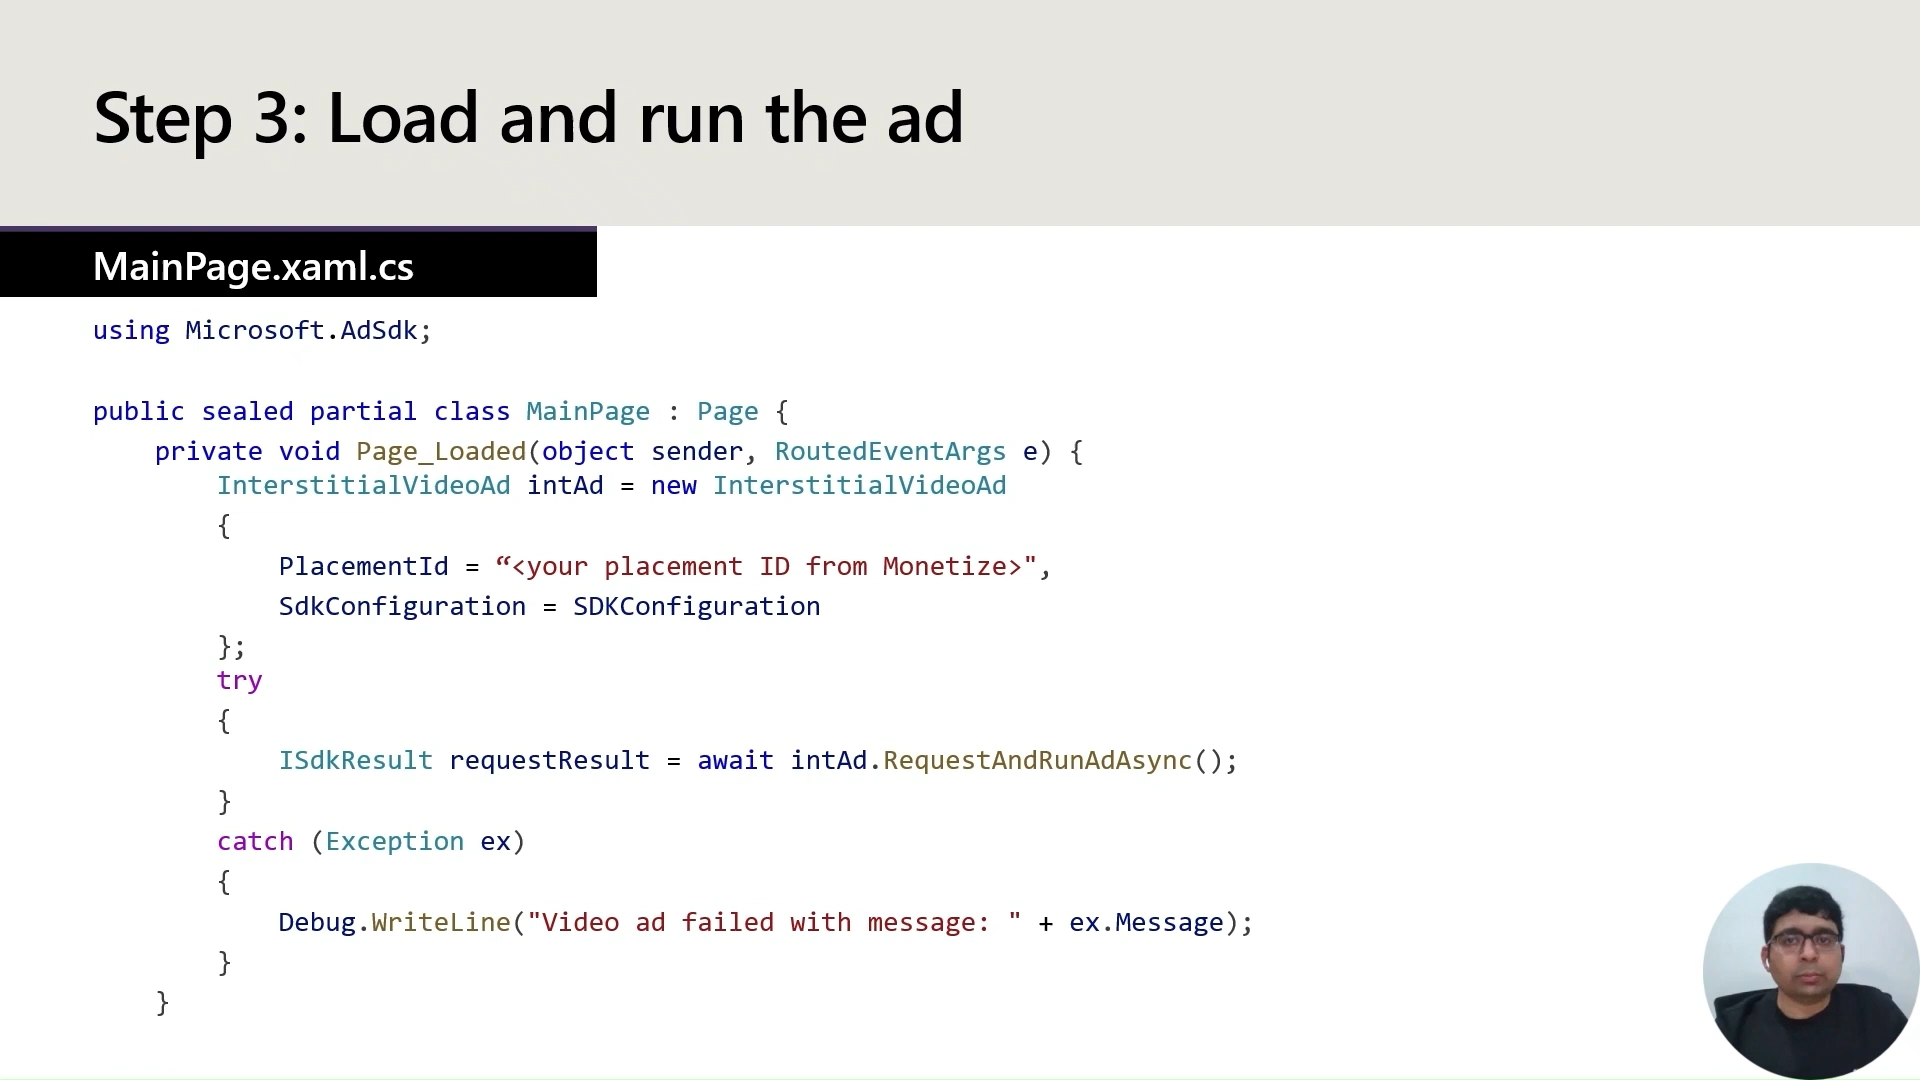 Step 3: Load and run the ad
MainPage.xaml.cs
using Microsoft.AdSdk;
public sealed partial class MainPage : Page {
private void Page_Loaded(object sender, RoutedEventArgs e) {
InterstitialVideoAd intAd = new InterstitialVideoAd
{
PlacementId = “<your placement ID from Monetize>",
SdkConfiguration = SDKConfiguration
};
try
{
ISdkResult requestResult = await intAd.RequestAndRunAdAsync();
}
catch (Exception ex)
{
Debug.WriteLine("Video ad failed with message: " + ex.Message);
}
}